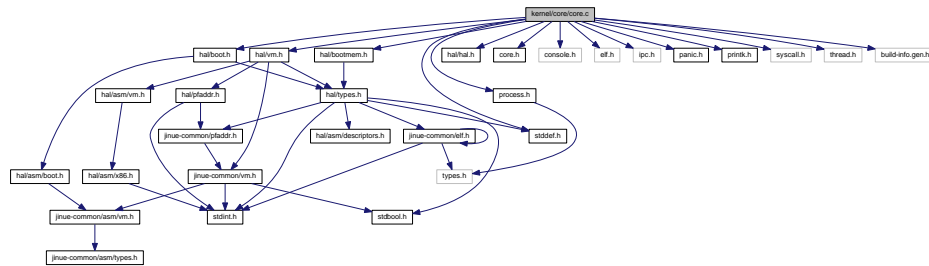 kernel/core/core.c
hal/boot.h
hal/vm.h
hal/bootmem.h
hal/hal.h
core.h
console.h
elf.h
ipc.h
panic.h
printk.h
syscall.h
thread.h
build-info.gen.h
hal/asm/vm.h
hal/pfaddr.h
hal/types.h
process.h
jinue-common/pfaddr.h
hal/asm/descriptors.h
jinue-common/elf.h
stddef.h
hal/asm/boot.h
hal/asm/x86.h
jinue-common/vm.h
types.h
jinue-common/asm/vm.h
stdint.h
stdbool.h
jinue-common/asm/types.h